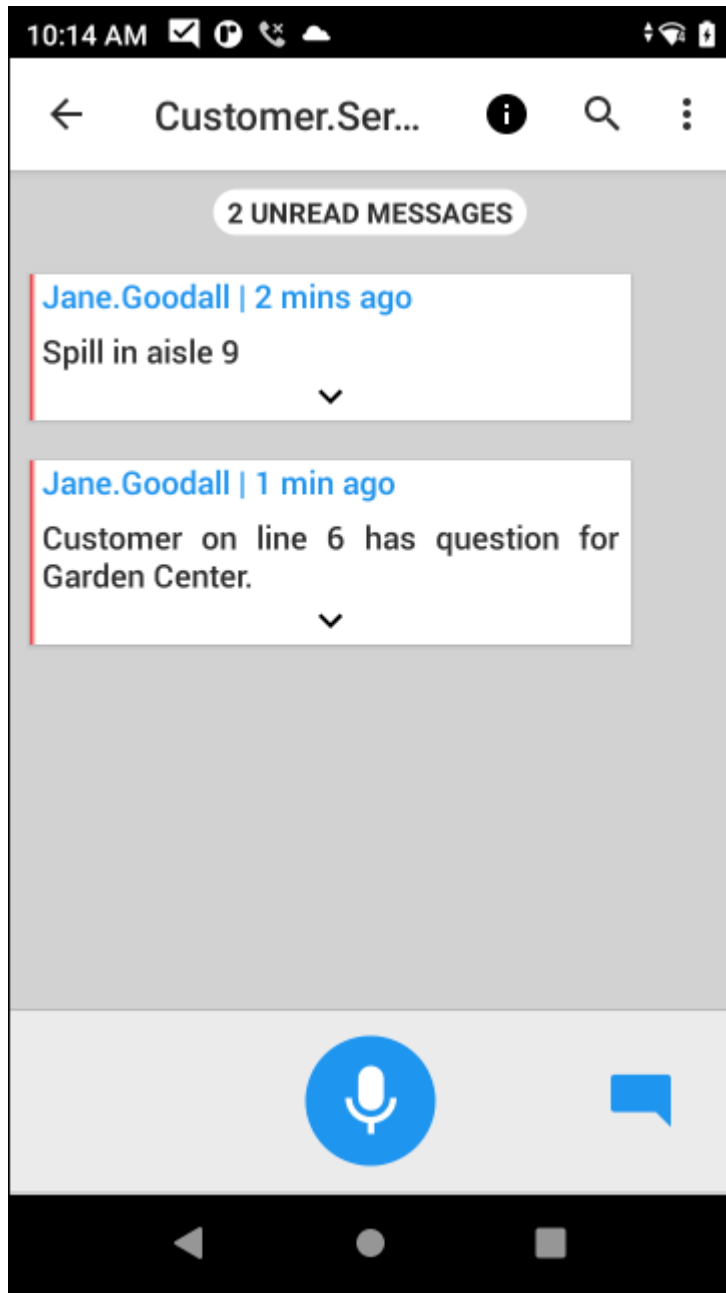 10:14 AM
Customer.Ser...
2 UNREAD MESSAGES
Jane.Goodall | 2 mins ago
Spill in aisle 9
Jane.Goodall | 1 min ago
Customer on line 6 has question for
Garden Center.